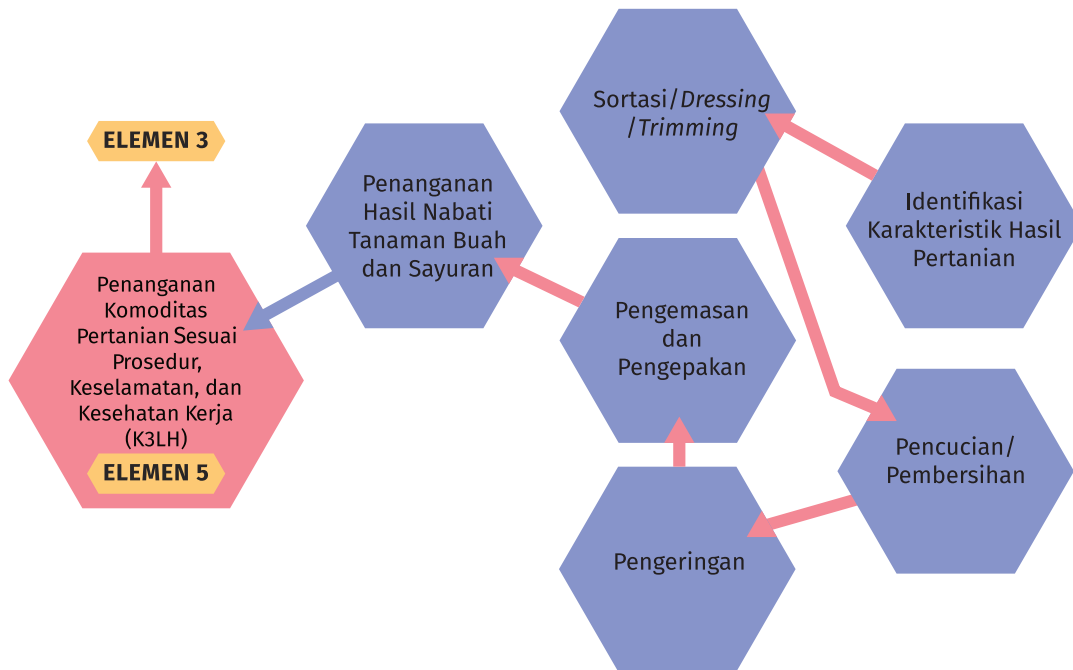 ELEMEN 3
Penanganan
Komoditas
Pertanian Sesuai
Prosedur,
Keselamatan, dan
Kesehatan Kerja
(K3LH)
ELEMEN 5
Penanganan
Hasil Nabati
Tanaman Buah
dan Sayuran
Sortasi/Dressing
/Trimming
Identifikasi
Karakteristik Hasil
Pertanian
Pengemasan
dan
Pengepakan
Pencucian/
Pembersihan
Pengeringan